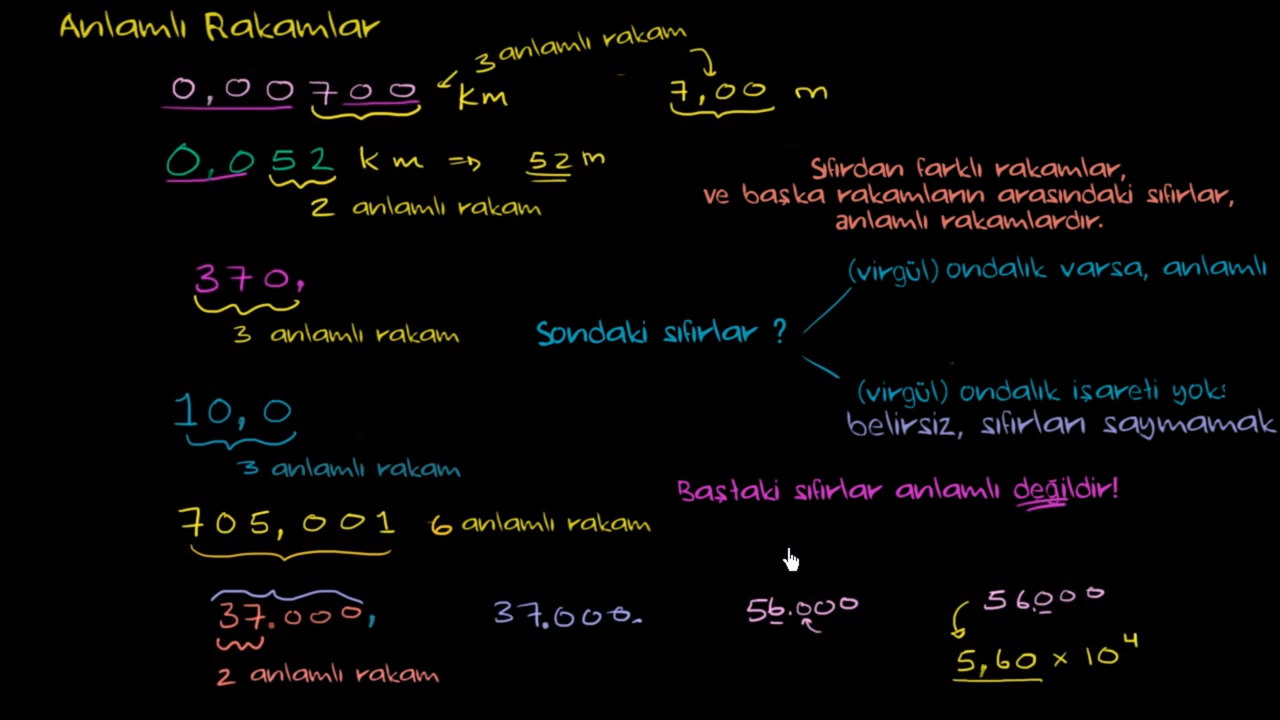 Anlamlı Rakamlar
3 anlamlı rakam
0,00700 km
7,00 m
0,052 km ⇒ 52 m
2 anlamlı rakam
Sıfırdan farklı rakamlar,
ve başka rakamların arasındaki sıfırlar,
anlamlı rakamlardır.
370,
3 anlamlı rakam
Sondaki sıfırlar ?
(virgül) ondalık varsa, anlamlı
(virgül) ondalık işareti yok:
belirsiz, sıfırları saymamak
10,0
3 anlamlı rakam
Baştaki sıfırlar anlamlı değildir!
705,001 6 anlamlı rakam
37.000,
2 anlamlı rakam
37.000.
56.000
56.000
5,60 × 10⁴